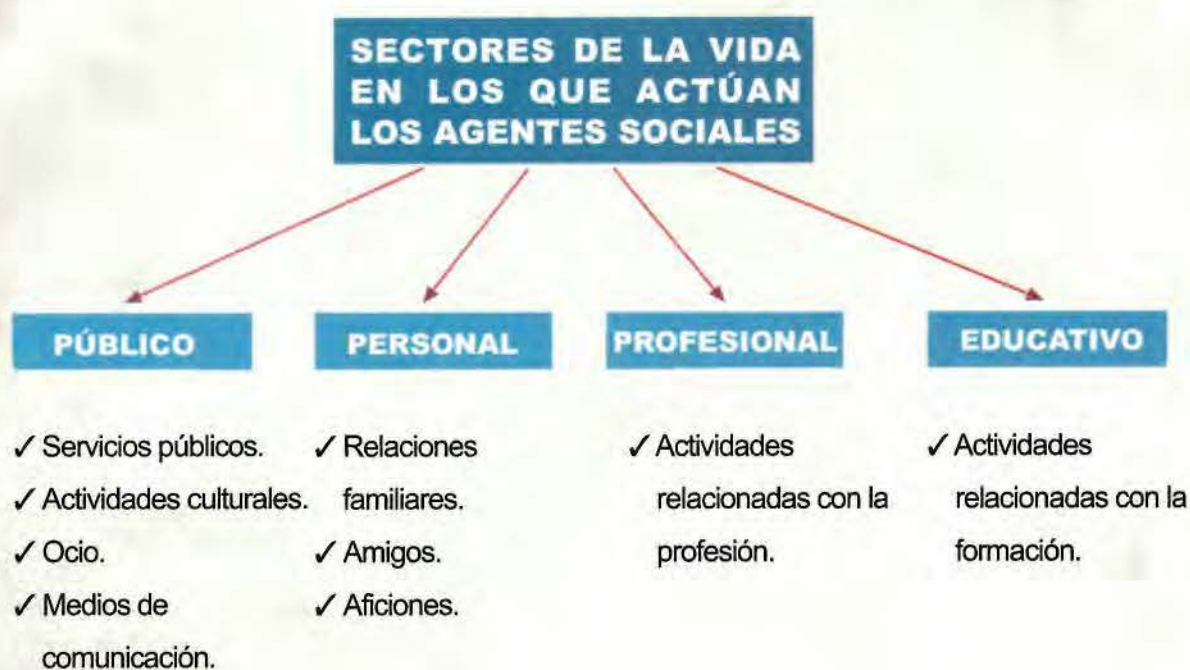 SECTORES DE LA VIDA
EN LOS QUE ACTÚAN
LOS AGENTES SOCIALES
PÚBLICO
✓ Servicios públicos.
✓ Actividades culturales.
✓ Ocio.
✓ Medios de
comunicación.
PERSONAL
✓ Relaciones
familiares.
✓ Amigos.
✓ Aficiones.
PROFESIONAL
✓ Actividades
relacionadas con la
profesión.
EDUCATIVO
✓ Actividades
relacionadas con la
formación.